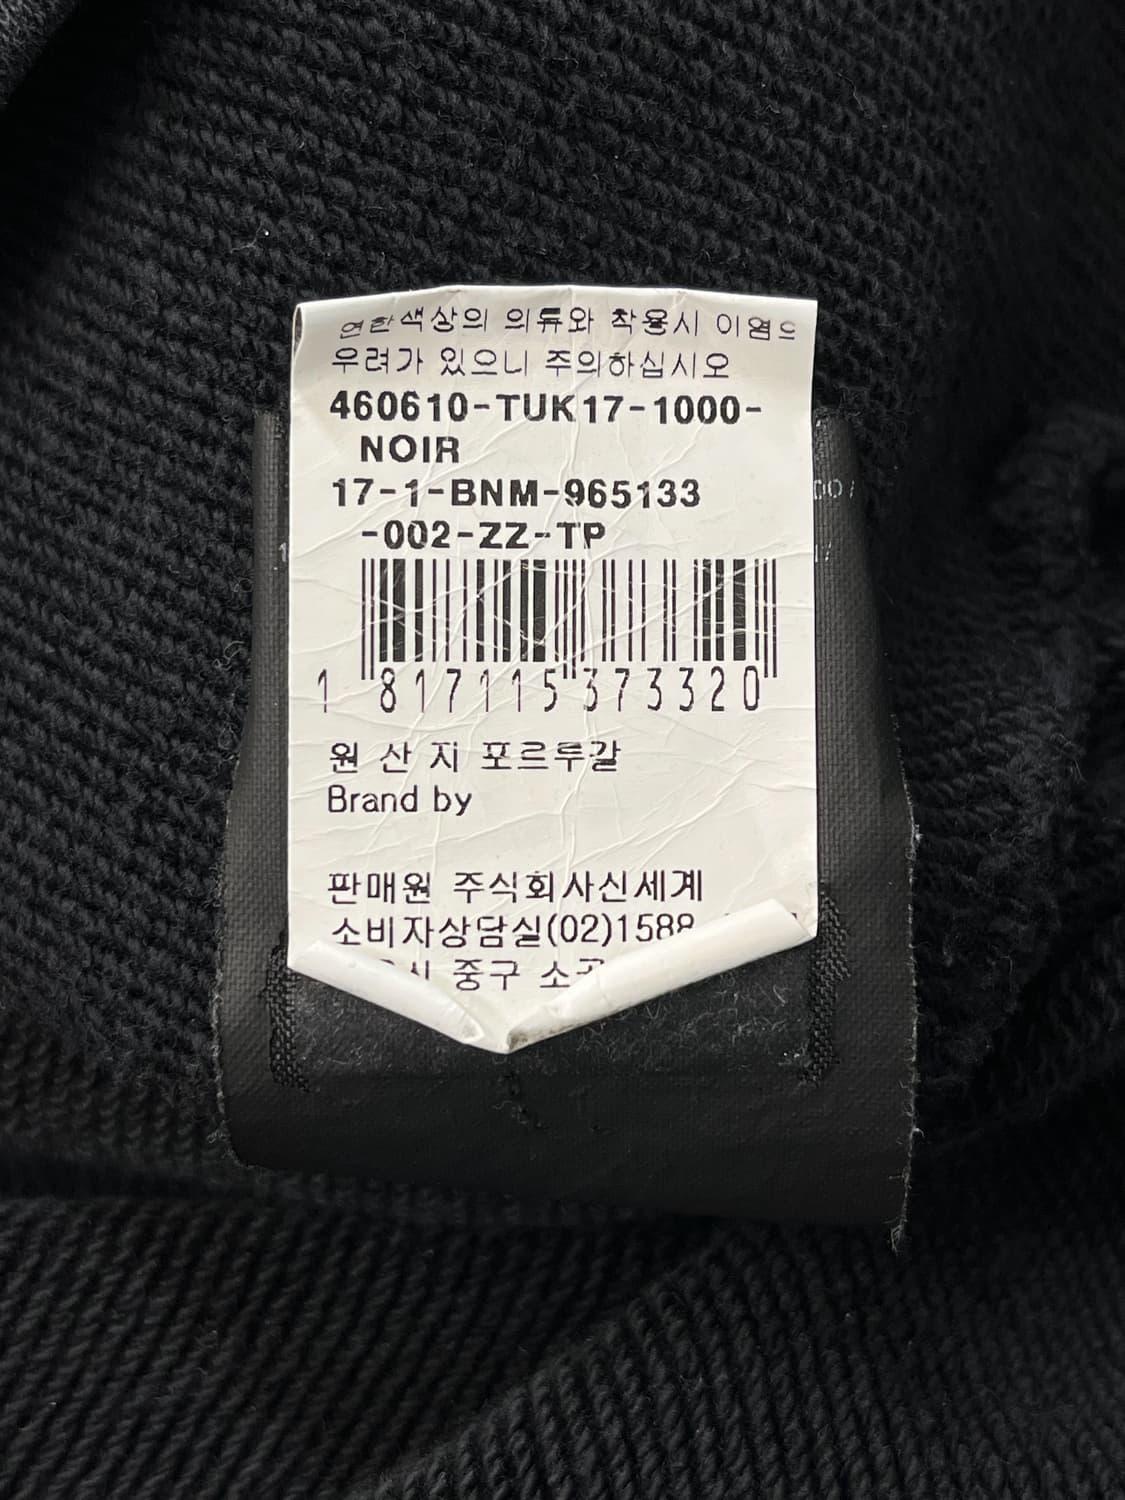 연한색상의 의류와 착용시 이염으
우려가 있으니 주의하십시오
460610-TUK17-1000-
NOIR
17-1-BNM-965133
-002-ZZ-TP
1 817115 373320
원 산 지 포르투갈
Brand by
판매원 주식회사신세계
소비자상담실(02)1588
중구